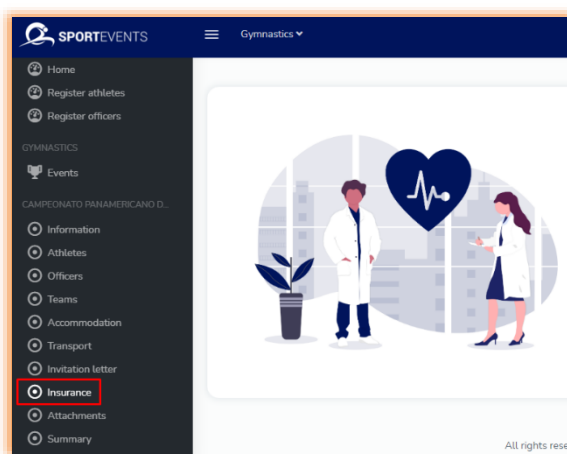 SPORTEVENTS
Gymnastics
Home
Register athletes
Register officers
GYMNASTICS
Events
CAMPEONATO PANAMERICANO D...
Information
Athletes
Officers
Teams
Accommodation
Transport
Invitation letter
Insurance
Attachments
Summary
All rights rese